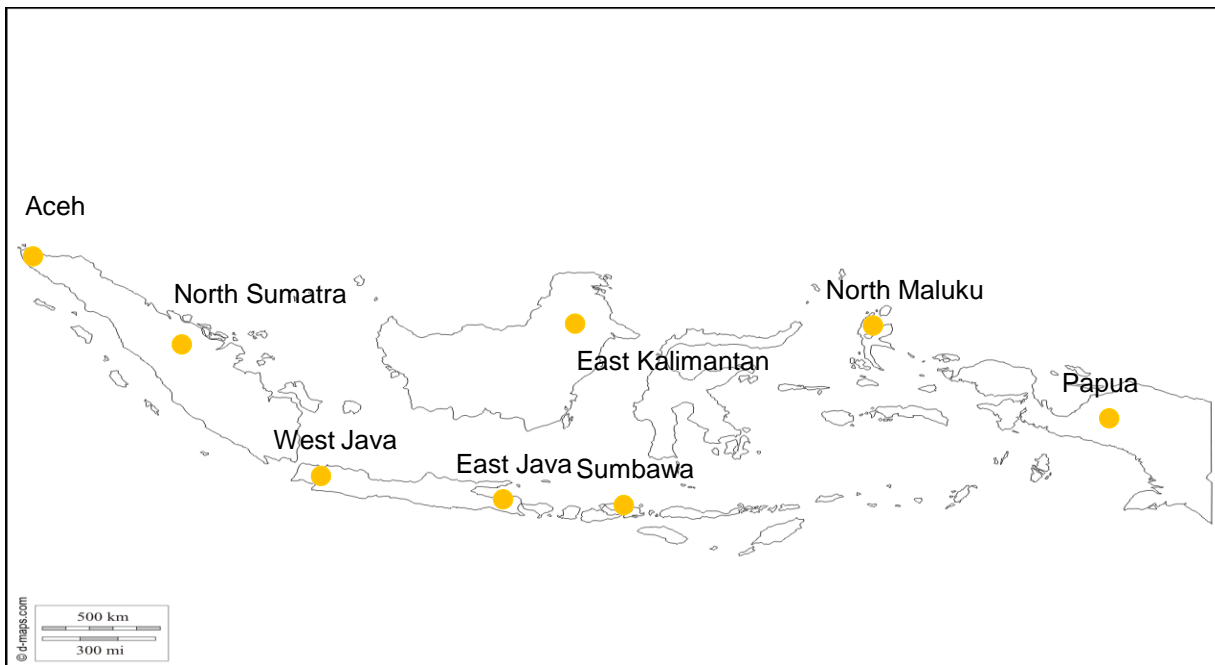 Aceh
North Sumatra
North Maluku
East Kalimantan
Papua
West Java
East Java
Sumbawa
500 km
300 mi
© d-maps.com